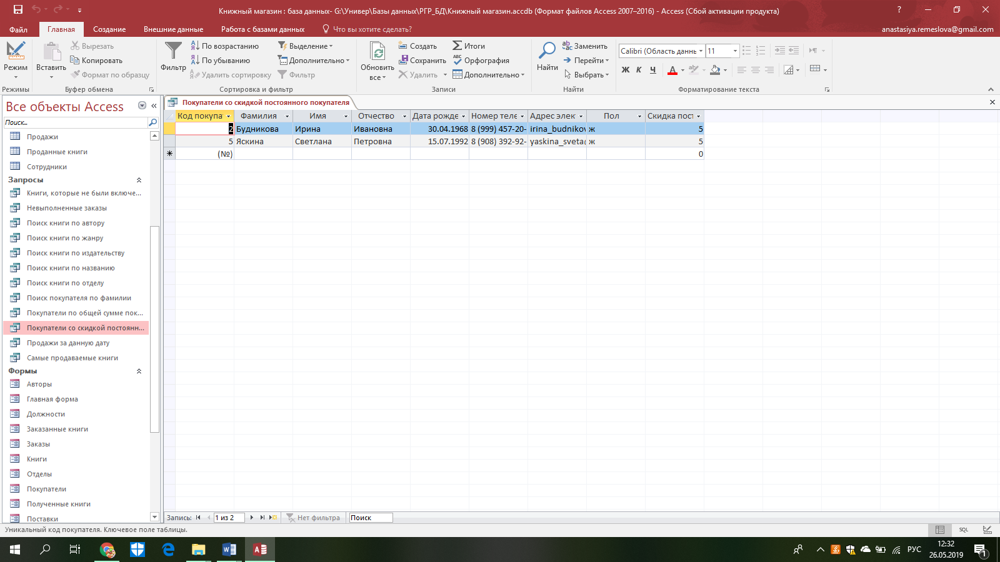 Книжный магазин : база данных- G:\Универ\Базы данных\РГР_БД\Книжный магазин.accdb (Формат файлов Access 2007–2016) - Access (Сбой активации продукта)
Файл Главная Создание Внешние данные Работа с базами данных Что вы хотите сделать? anastasiya.remeslova@gmail.com
Режим
Режимы
Вставить
Вырезать
Копировать
Формат по образцу
Буфер обмена
Фильтр
По возрастанию
По убыванию
Удалить сортировку
Выделение
Дополнительно
Фильтр
Сортировка и фильтр
Обновить
все
Создать
Сохранить
Удалить
Итоги
Орфография
Дополнительно
Записи
Найти
Заменить
Перейти
Выбрать
Найти
Calibri (Область данн 11
Ж К Ч
Форматирование текста
Все объекты Access
Поиск...
Продажи
Проданные книги
Сотрудники
Запросы
Книги, которые не были включе...
Невыполненные заказы
Поиск книги по автору
Поиск книги по жанру
Поиск книги по издательству
Поиск книги по названию
Поиск книги по отделу
Поиск покупателя по фамилии
Покупатели по общей сумме пок...
Покупатели со скидкой постоянн...
Продажи за данную дату
Самые продаваемые книги
Формы
Авторы
Главная форма
Должности
Заказанные книги
Заказы
Книги
Отделы
Покупатели
Полученные книги
Поставки
Покупатели со скидкой постоянного покупателя
Код покупат Фамилия Имя Отчество Дата рожде Номер теле Адрес элек Пол Скидка пост
2 Будникова Ирина Ивановна 30.04.1968 8 (999) 457-20- irina_budnikov ж 5
5 Яскина Светлана Петровна 15.07.1992 8 (908) 392-92- yaskina_sveta@ ж 5
(№) 0
Запись: 1 из 2 Нет фильтра Поиск
Уникальный код покупателя. Ключевое поле таблицы. SQL
РУС
12:32
26.05.2019
1